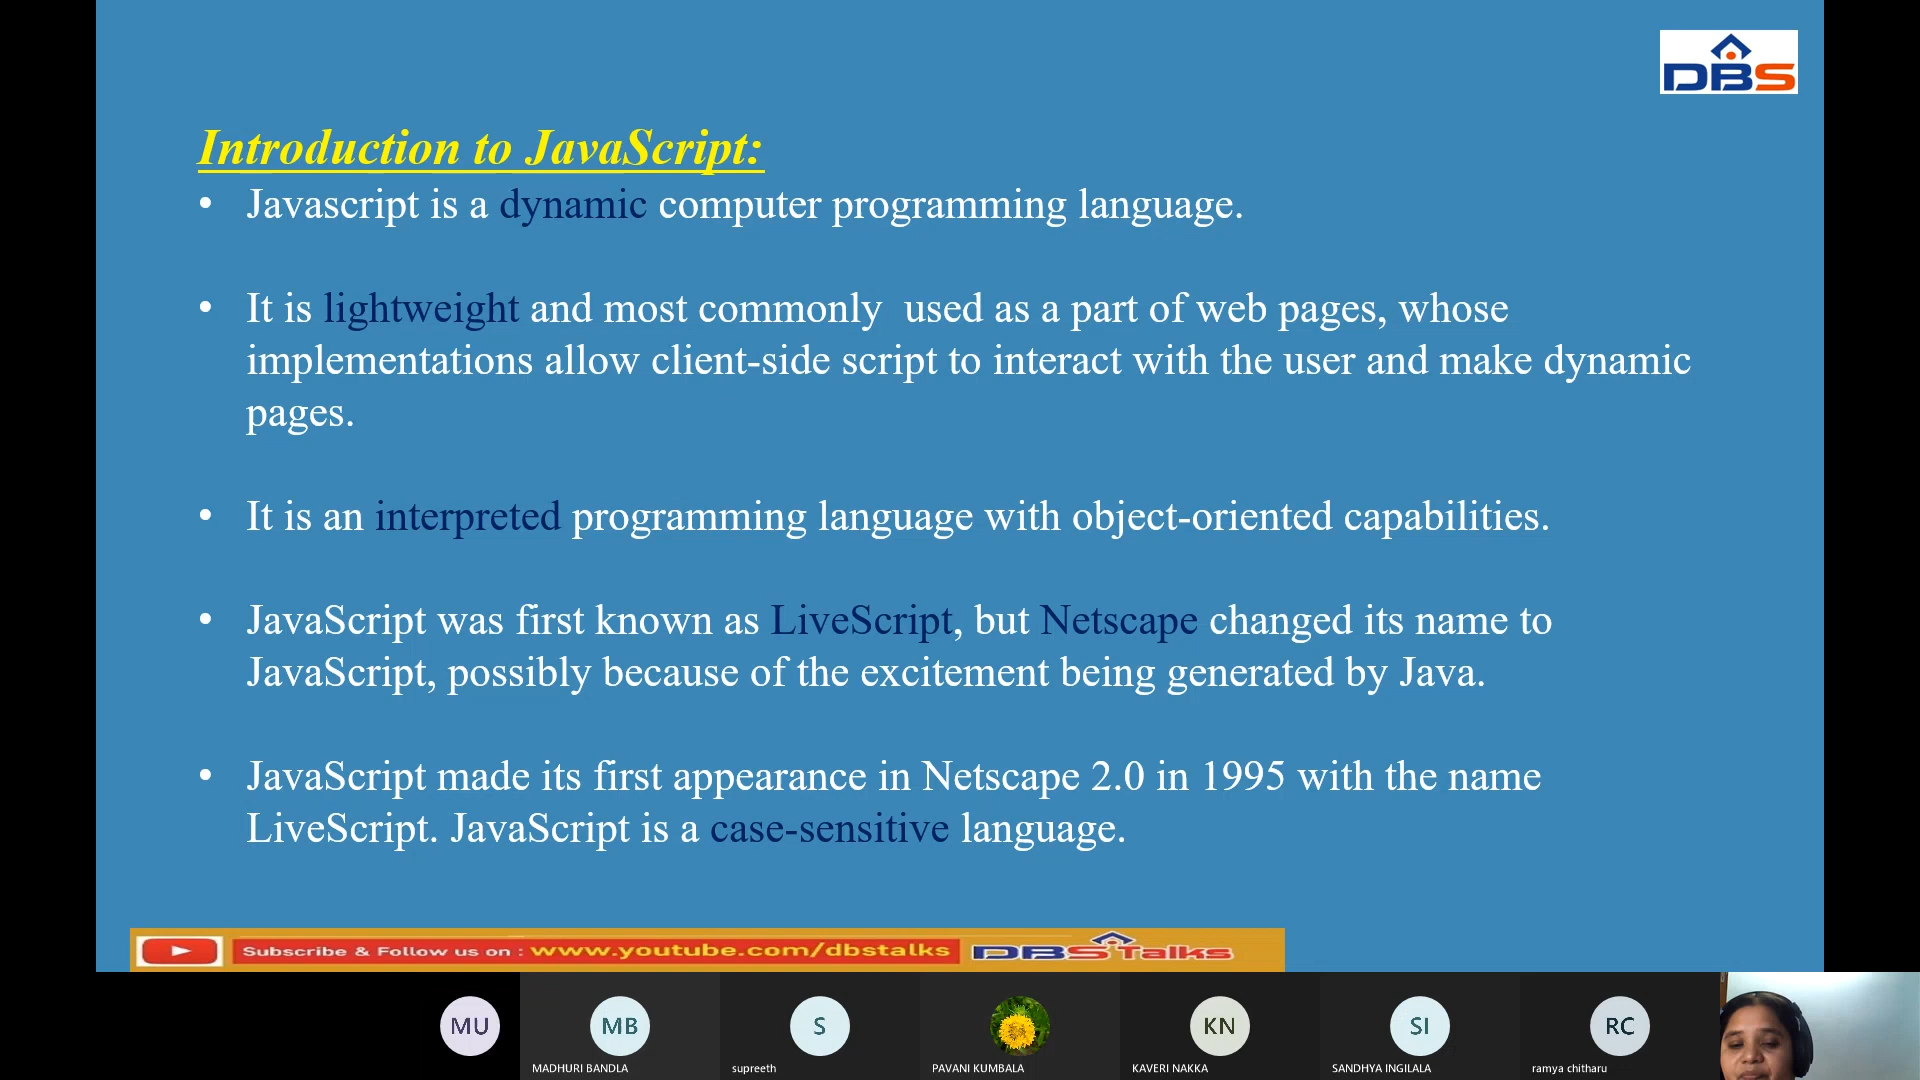 DBS
Introduction to JavaScript:
• Javascript is a dynamic computer programming language.
• It is lightweight and most commonly  used as a part of web pages, whose
implementations allow client-side script to interact with the user and make dynamic
pages.
• It is an interpreted programming language with object-oriented capabilities.
• JavaScript was first known as LiveScript, but Netscape changed its name to
JavaScript, possibly because of the excitement being generated by Java.
• JavaScript made its first appearance in Netscape 2.0 in 1995 with the name
LiveScript. JavaScript is a case-sensitive language.
Subscribe & Follow us on : www.youtube.com/dbstalks DBS Talks
MU MB S KN SI RC
MADHURI BANDLA supreeth PAVANI KUMBALA KAVERI NAKKA SANDHYA INGILALA ramya chitharu